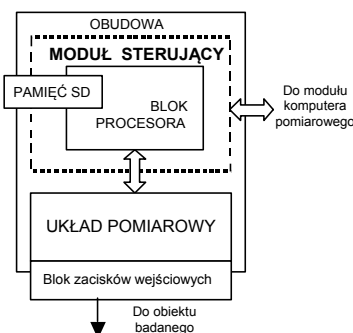 OBUDOWA
MODUŁ STERUJĄCY
PAMIĘĆ SD
BLOK
PROCESORA
Do modułu
komputera
pomiarowego
UKŁAD POMIAROWY
Blok zacisków wejściowych
Do obiektu
badanego